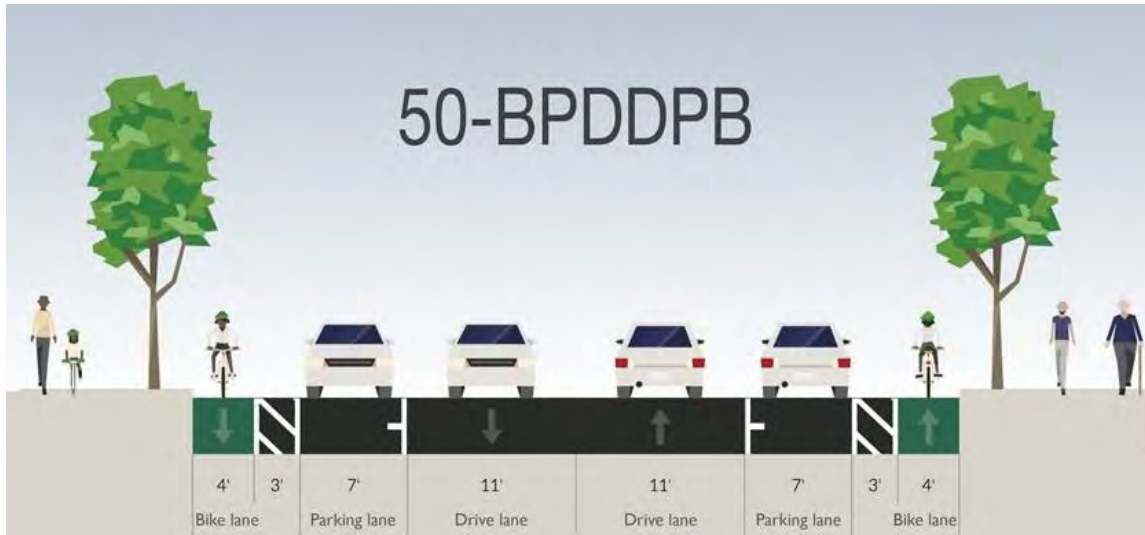 50-BPDDPB
4' 3' 7' 11' 11' 7' 3' 4'
Bike lane Parking lane Drive lane Drive lane Parking lane Bike lane